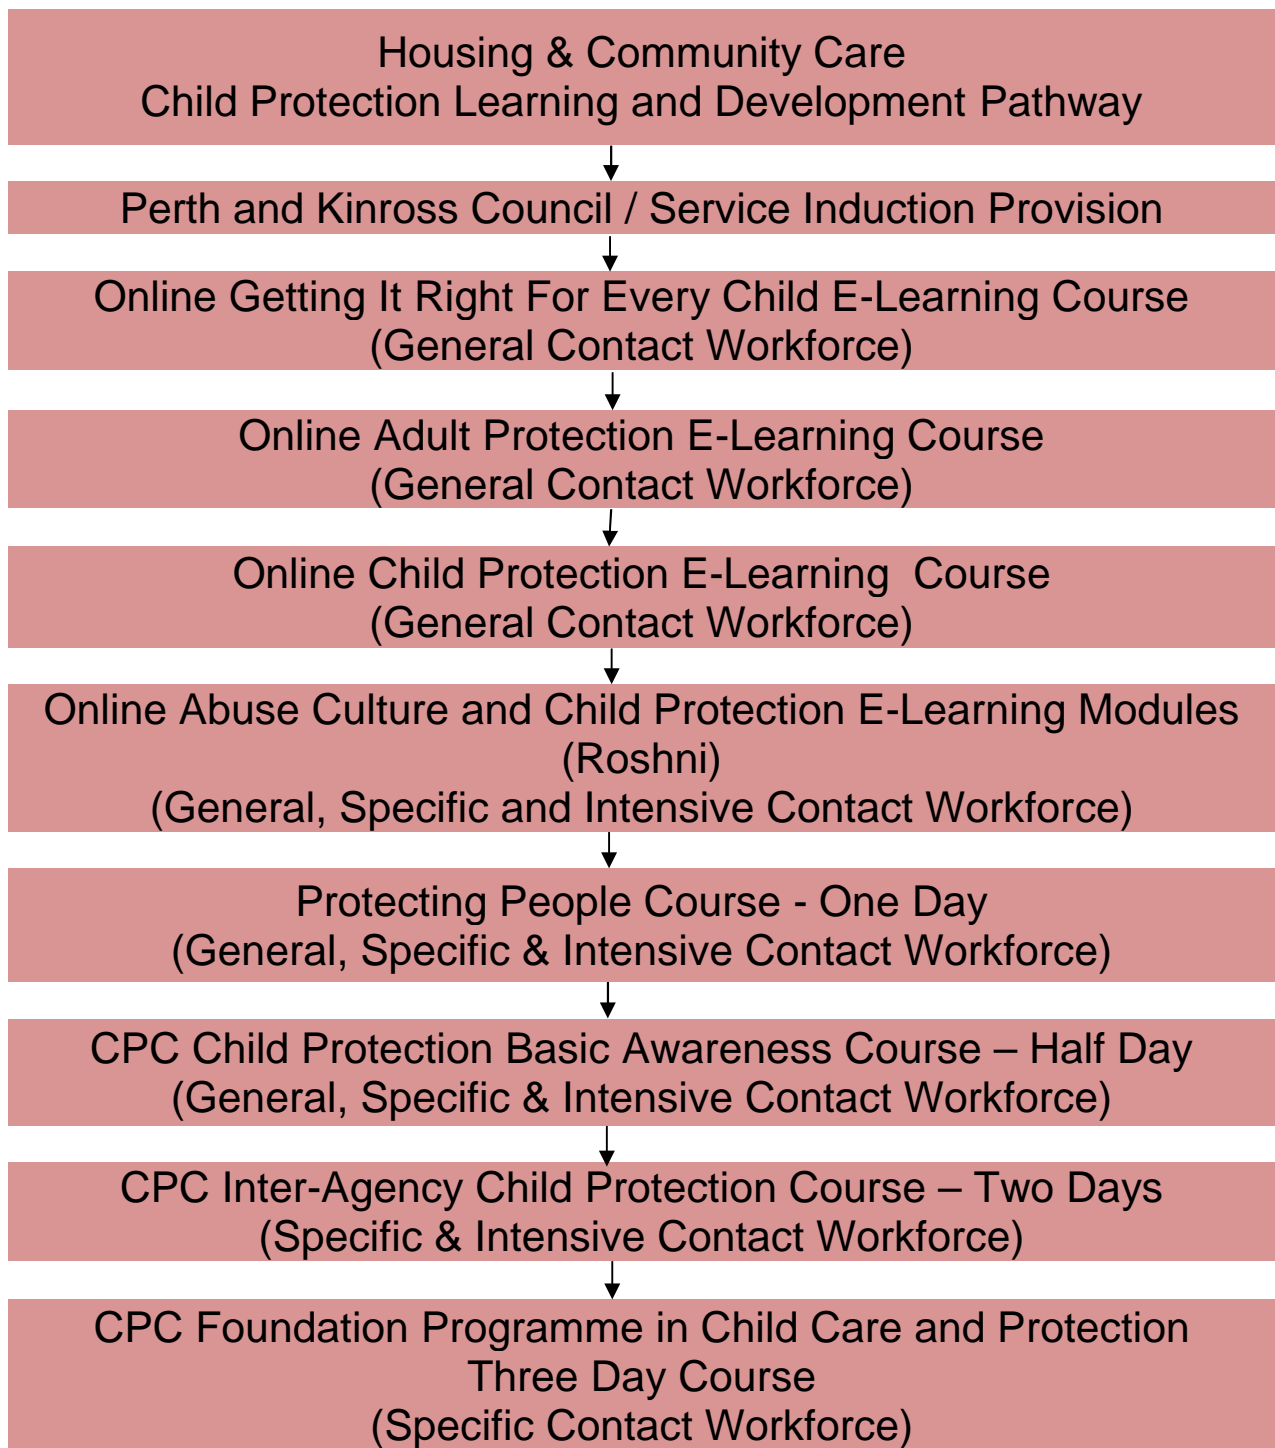 Housing & Community Care
Child Protection Learning and Development Pathway
Perth and Kinross Council / Service Induction Provision
Online Getting It Right For Every Child E-Learning Course
(General Contact Workforce)
Online Adult Protection E-Learning Course
(General Contact Workforce)
Online Child Protection E-Learning  Course
(General Contact Workforce)
Online Abuse Culture and Child Protection E-Learning Modules
(Roshni)
(General, Specific and Intensive Contact Workforce)
Protecting People Course - One Day
(General, Specific & Intensive Contact Workforce)
CPC Child Protection Basic Awareness Course – Half Day
(General, Specific & Intensive Contact Workforce)
CPC Inter-Agency Child Protection Course – Two Days
(Specific & Intensive Contact Workforce)
CPC Foundation Programme in Child Care and Protection
Three Day Course
(Specific Contact Workforce)